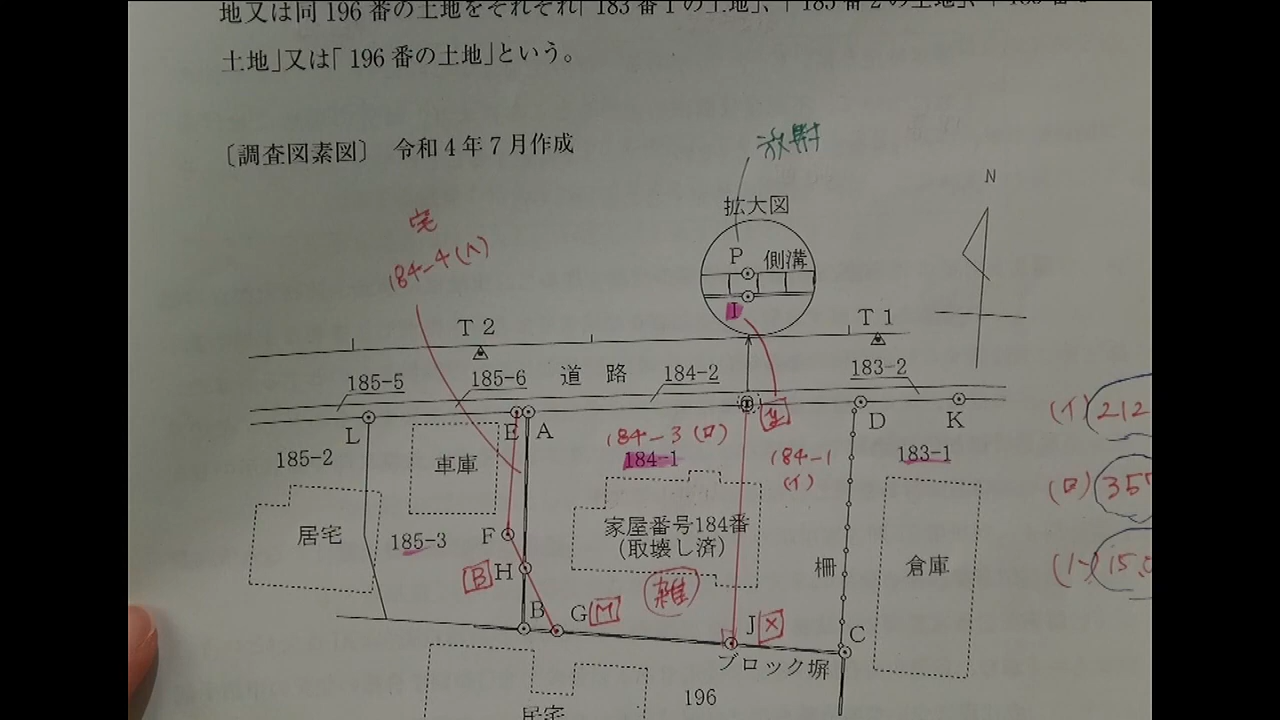 地又は同196番の土地をそれぞれ「183番1の土地」、「185番2の土地」、「
土地」又は「196番の土地」という。
〔調査図素図〕 令和4年7月作成
放射
N
宅
拡大図
184-4(ハ)
P 側溝
I
T2
T1
185-5
185-6
道路
184-2
183-2
L
E
A
D
K
(イ) 212
185-2
車庫
184-3(ロ)
184-1
184-1
(イ)
183-1
(ロ) 35
居宅
185-3
F
家屋番号184番
(取壊し済)
柵
倉庫
B
H
雑
15.
B
G
M
J
X
C
ブロック塀
196
居宅